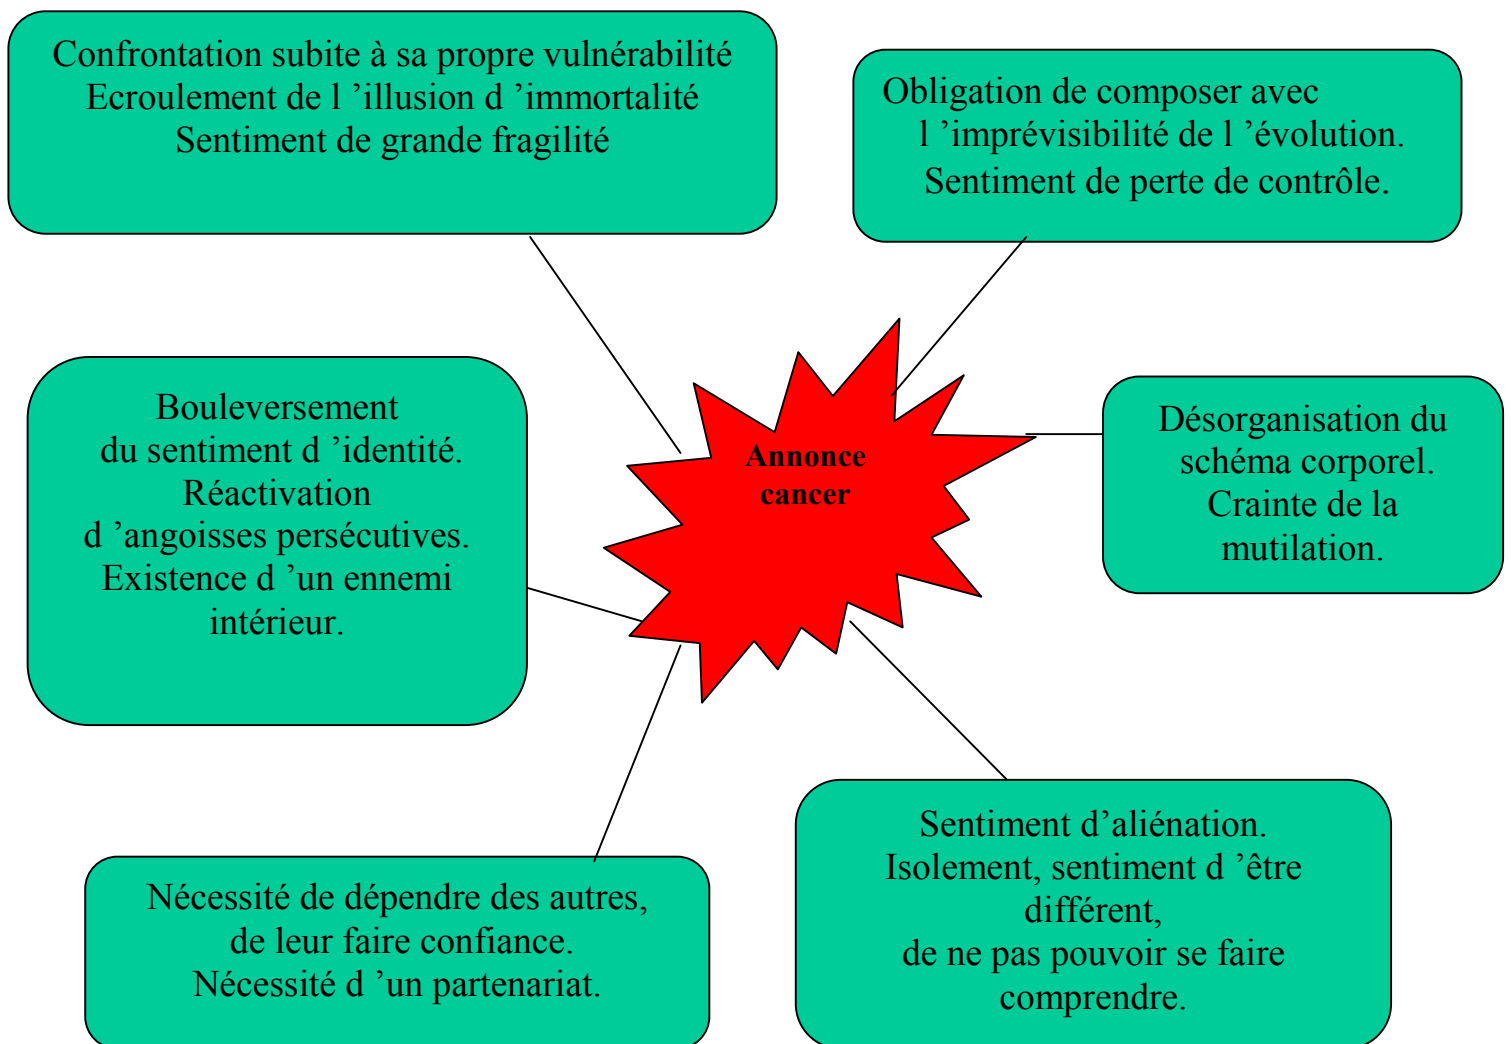 Confrontation subite à sa propre vulnérabilité
Ecroulement de l ’illusion d ’immortalité
Sentiment de grande fragilité
Obligation de composer avec
l ’imprévisibilité de l ’évolution.
Sentiment de perte de contrôle.
Bouleversement
du sentiment d ’identité.
Réactivation
d ’angoisses persécutives.
Existence d ’un ennemi
intérieur.
Annonce
cancer
Désorganisation du
schéma corporel.
Crainte de la
mutilation.
Nécessité de dépendre des autres,
de leur faire confiance.
Nécessité d ’un partenariat.
Sentiment d’aliénation.
Isolement, sentiment d ’être
différent,
de ne pas pouvoir se faire
comprendre.